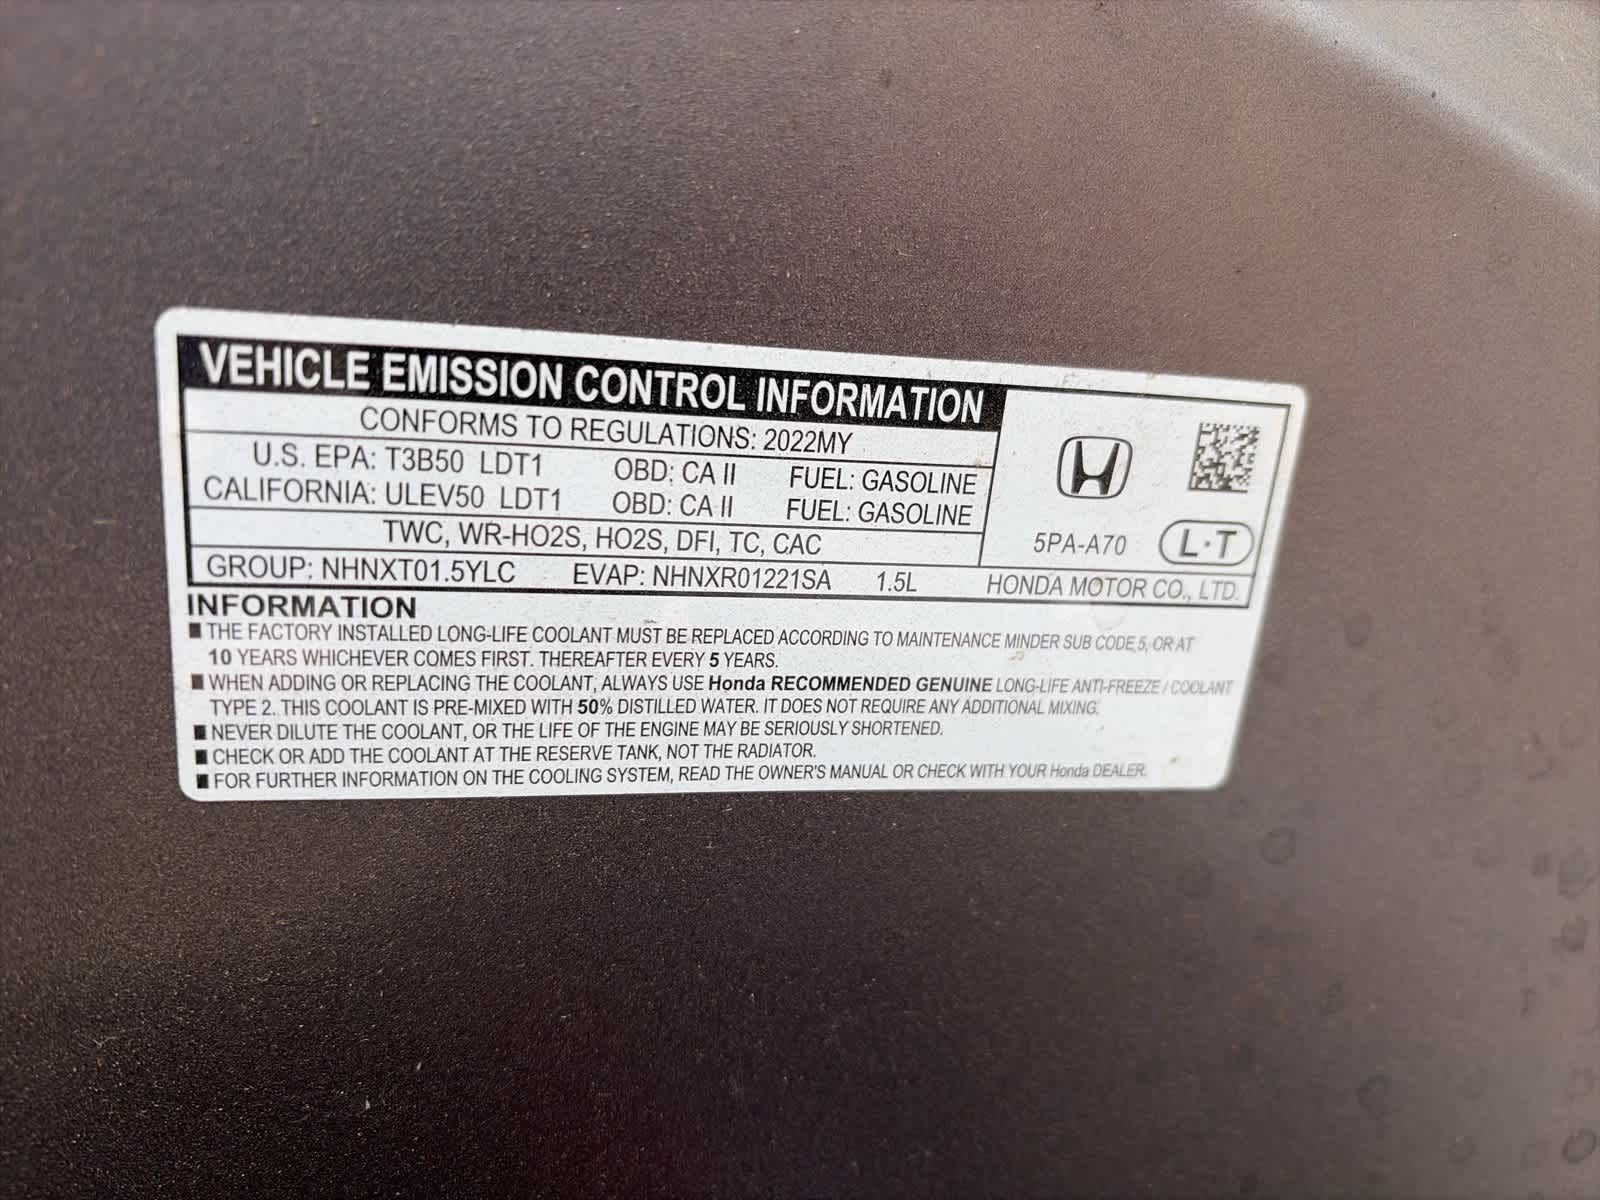 VEHICLE EMISSION CONTROL INFORMATION
CONFORMS TO REGULATIONS: 2022MY
U.S. EPA: T3B50 LDT1 OBD: CA II FUEL: GASOLINE
CALIFORNIA: ULEV50 LDT1 OBD: CA II FUEL: GASOLINE
TWC, WR-HO2S, HO2S, DFI, TC, CAC
5PA-A70 L·T
GROUP: NHNXT01.5YLC EVAP: NHNXR01221SA 1.5L HONDA MOTOR CO., LTD.
INFORMATION
■ THE FACTORY INSTALLED LONG-LIFE COOLANT MUST BE REPLACED ACCORDING TO MAINTENANCE MINDER SUB CODE 5, OR AT
10 YEARS WHICHEVER COMES FIRST. THEREAFTER EVERY 5 YEARS.
■ WHEN ADDING OR REPLACING THE COOLANT, ALWAYS USE Honda RECOMMENDED GENUINE LONG-LIFE ANTI-FREEZE / COOLANT
TYPE 2. THIS COOLANT IS PRE-MIXED WITH 50% DISTILLED WATER. IT DOES NOT REQUIRE ANY ADDITIONAL MIXING.
■ NEVER DILUTE THE COOLANT, OR THE LIFE OF THE ENGINE MAY BE SERIOUSLY SHORTENED.
■ CHECK OR ADD THE COOLANT AT THE RESERVE TANK, NOT THE RADIATOR.
■ FOR FURTHER INFORMATION ON THE COOLING SYSTEM, READ THE OWNER'S MANUAL OR CHECK WITH YOUR Honda DEALER.